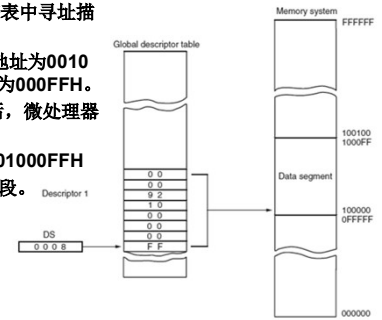 表中寻址描
地址为0010
为000FFH。
后，微处理器
01000FFH
段。
Global descriptor table
0 0
0 0
9 2
1 0
0 0
0 0
0 0
F F
Descriptor 1
DS
0 0 0 8
Memory system
FFFFFF
100100
1000FF
Data segment
100000
0FFFFF
000000